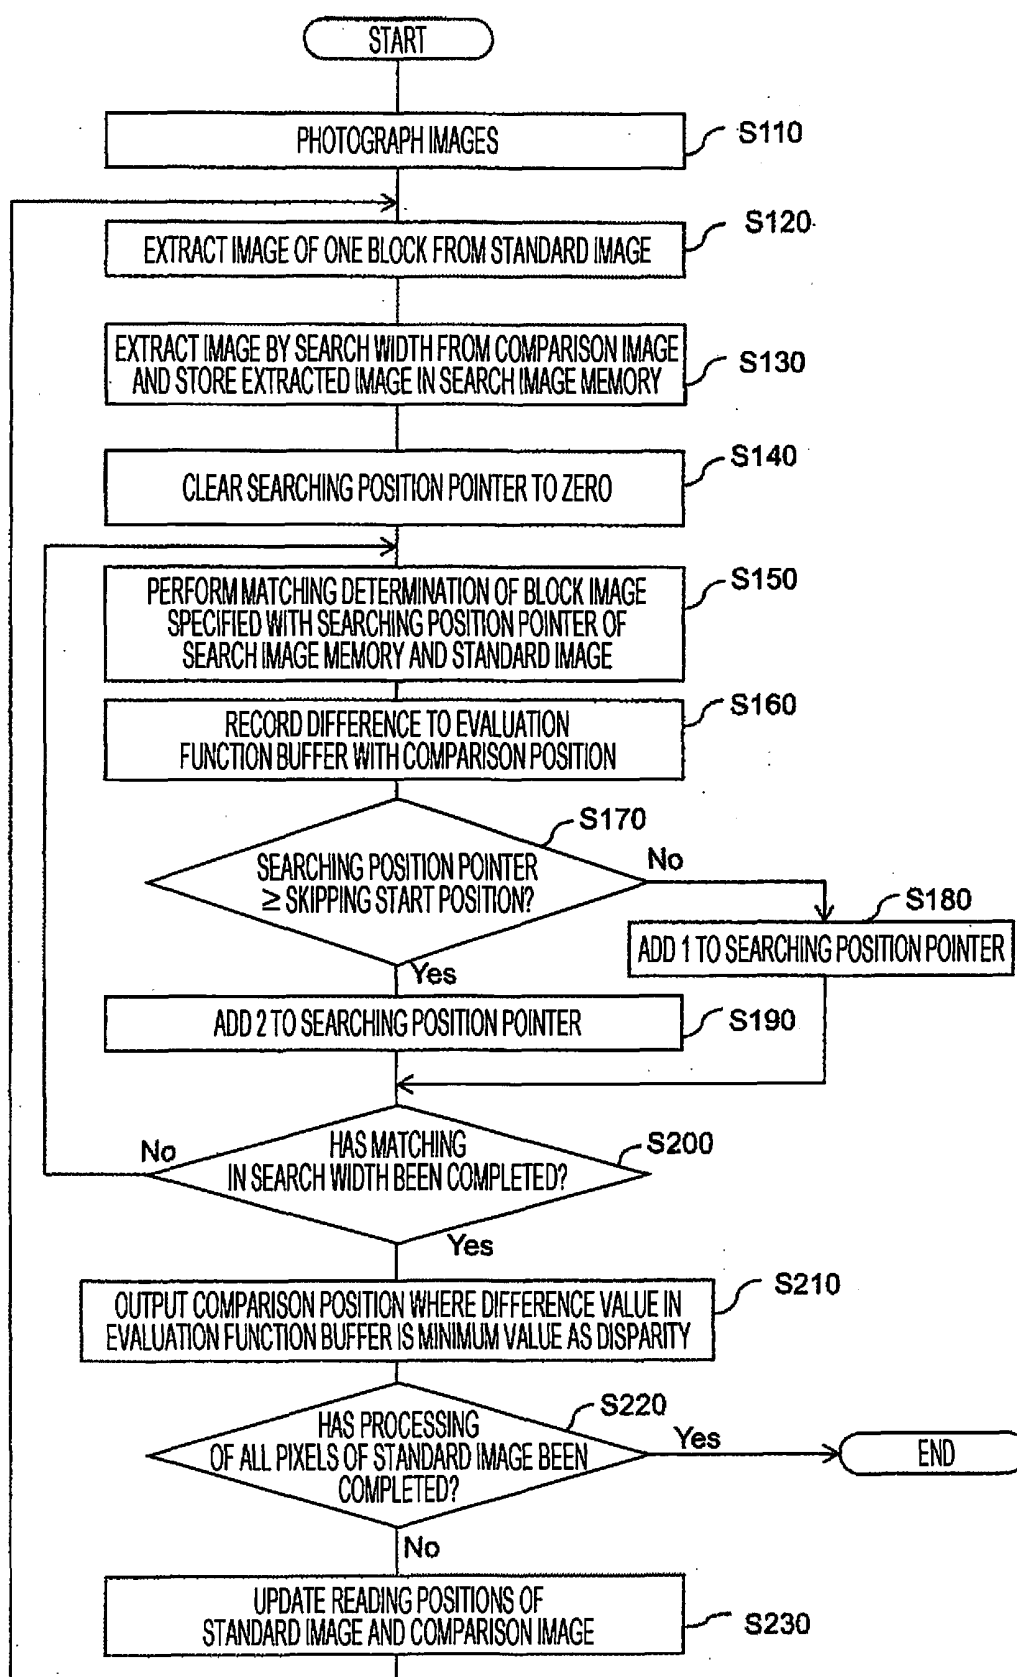 START
PHOTOGRAPH IMAGES
S110
EXTRACT IMAGE OF ONE BLOCK FROM STANDARD IMAGE
S120
EXTRACT IMAGE BY SEARCH WIDTH FROM COMPARISON IMAGE
AND STORE EXTRACTED IMAGE IN SEARCH IMAGE MEMORY
S130
CLEAR SEARCHING POSITION POINTER TO ZERO
S140
PERFORM MATCHING DETERMINATION OF BLOCK IMAGE
SPECIFIED WITH SEARCHING POSITION POINTER OF
SEARCH IMAGE MEMORY AND STANDARD IMAGE
S150
RECORD DIFFERENCE TO EVALUATION
FUNCTION BUFFER WITH COMPARISON POSITION
S160
SEARCHING POSITION POINTER
≥ SKIPPING START POSITION?
S170
No
Yes
ADD 1 TO SEARCHING POSITION POINTER
S180
ADD 2 TO SEARCHING POSITION POINTER
S190
HAS MATCHING
IN SEARCH WIDTH BEEN COMPLETED?
S200
No
Yes
OUTPUT COMPARISON POSITION WHERE DIFFERENCE VALUE IN
EVALUATION FUNCTION BUFFER IS MINIMUM VALUE AS DISPARITY
S210
HAS PROCESSING
OF ALL PIXELS OF STANDARD IMAGE BEEN
COMPLETED?
S220
Yes
END
No
UPDATE READING POSITIONS OF
STANDARD IMAGE AND COMPARISON IMAGE
S230